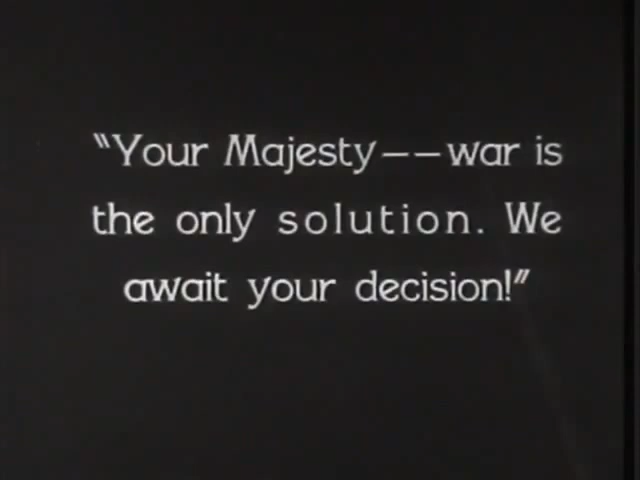 "Your Majesty––war is
the only solution. We
await your decision!"